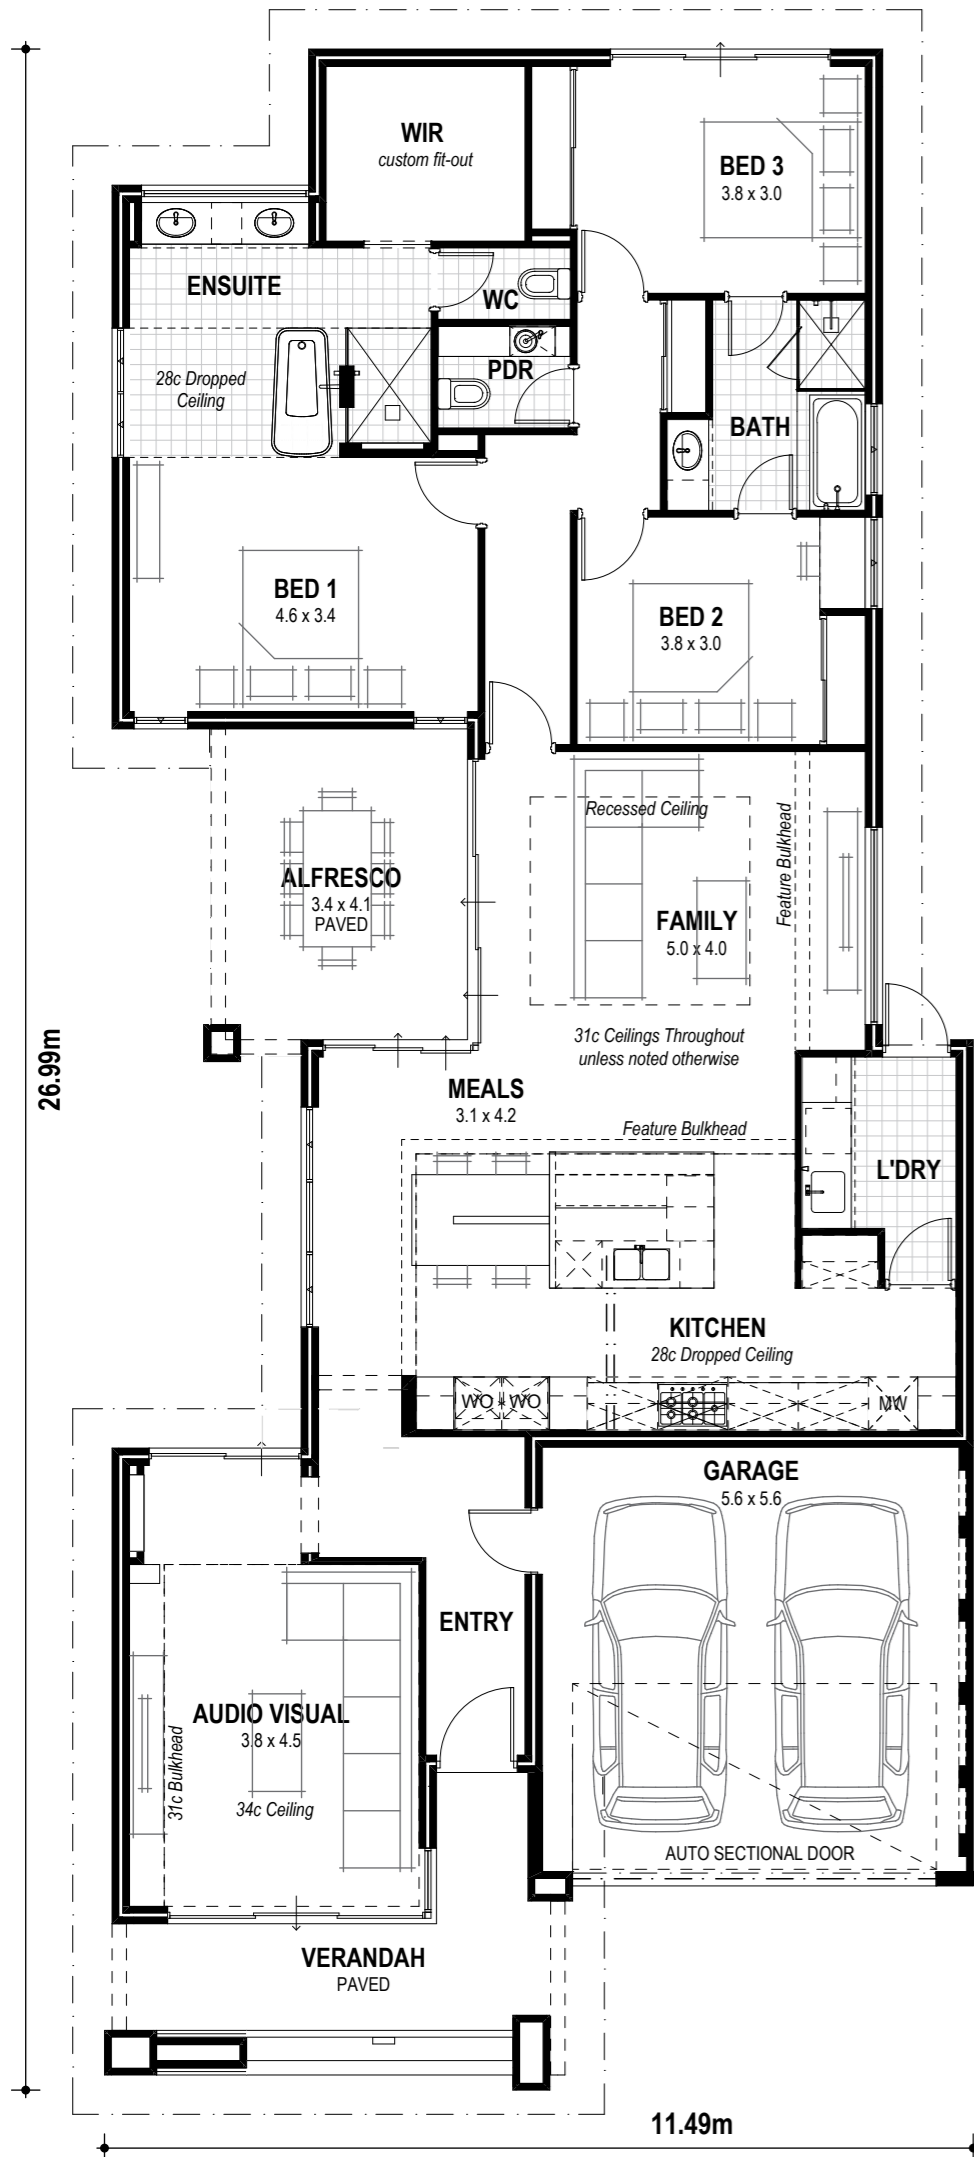 WIR
custom fit-out
BED 3
3.8 x 3.0
ENSUITE
WC
28c Dropped
Ceiling
PDR
BATH
BED 1
4.6 x 3.4
BED 2
3.8 x 3.0
Recessed Ceiling
Feature Bulkhead
ALFRESCO
3.4 x 4.1
PAVED
FAMILY
5.0 x 4.0
31c Ceilings Throughout
unless noted otherwise
26.99m
MEALS
3.1 x 4.2
Feature Bulkhead
L'DRY
KITCHEN
28c Dropped Ceiling
WO
WO
MW
GARAGE
5.6 x 5.6
ENTRY
AUDIO VISUAL
3.8 x 4.5
31c Bulkhead
34c Ceiling
AUTO SECTIONAL DOOR
VERANDAH
PAVED
11.49m